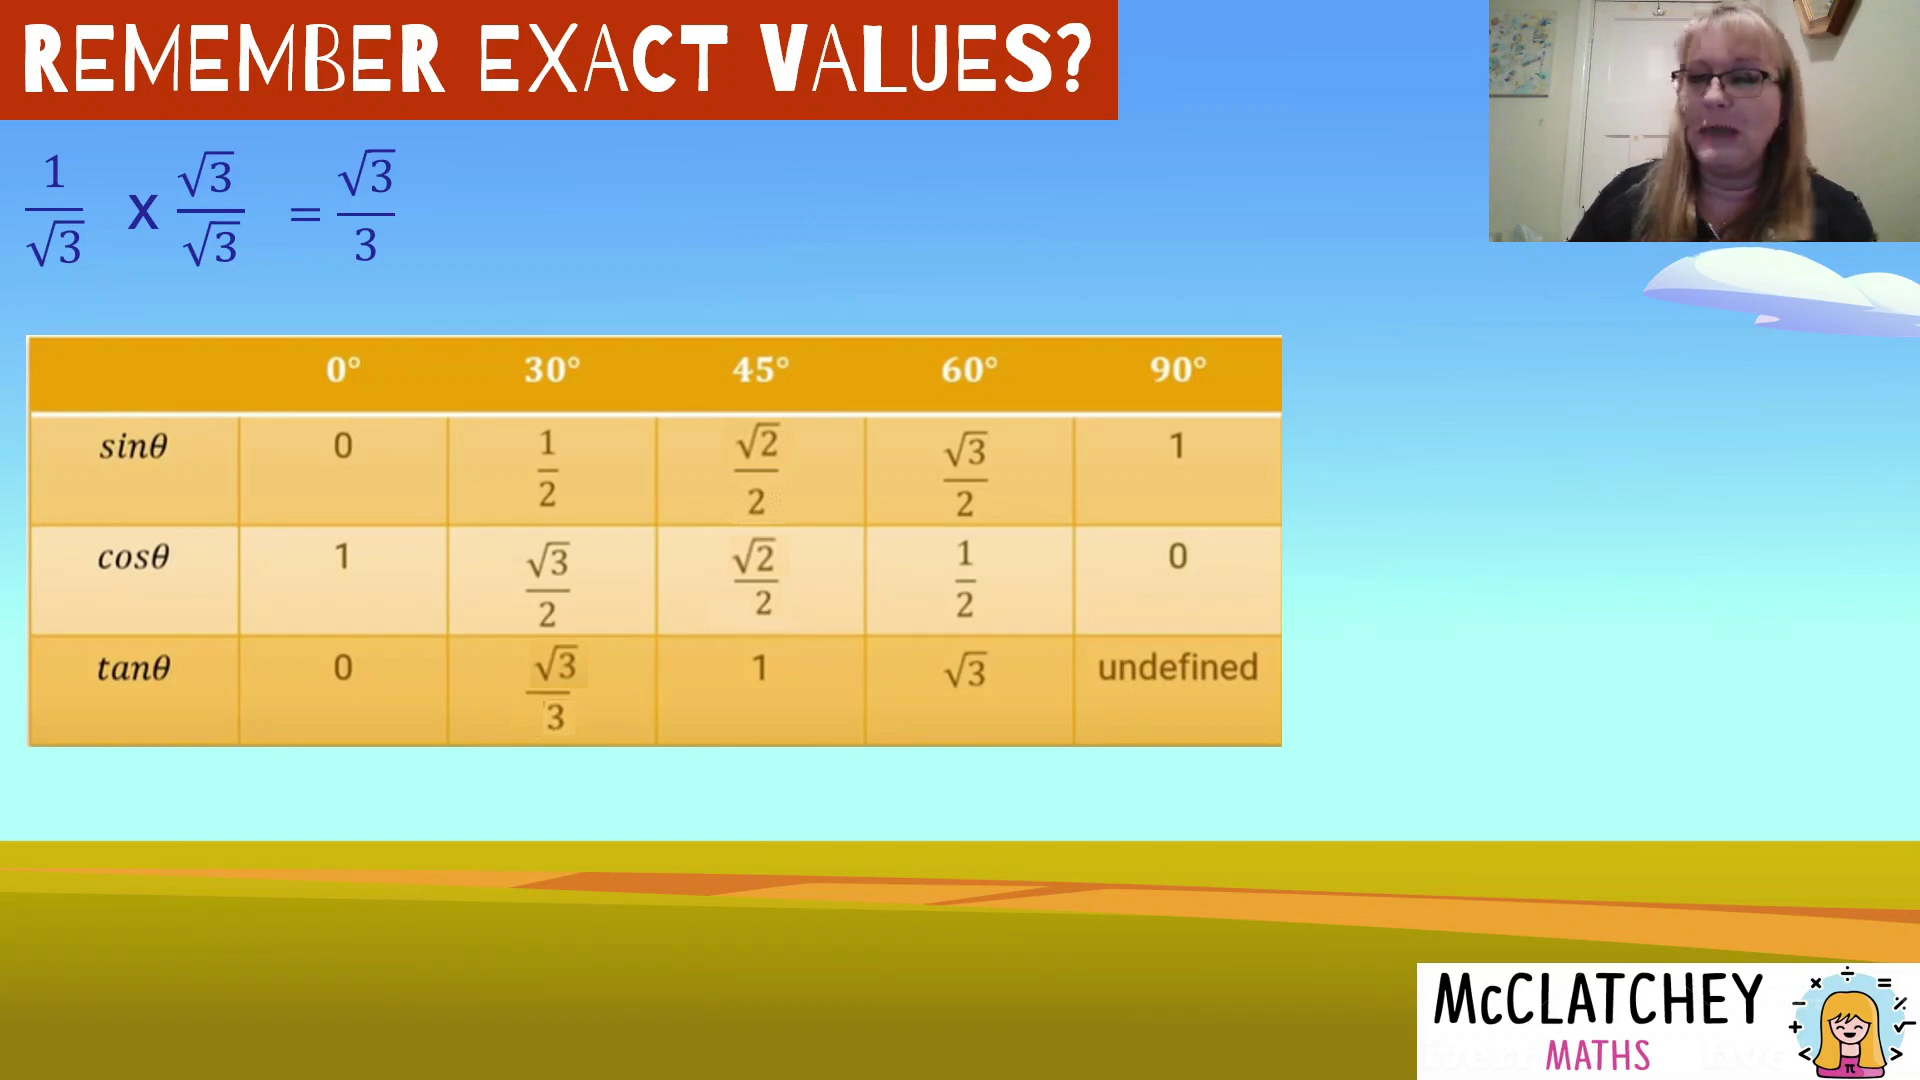 REMEMBER EXACT VALUES?
1/√3 x √3/√3 = √3/3
0° 30° 45° 60° 90°
sinθ 0 1/2 √2/2 √3/2 1
cosθ 1 √3/2 √2/2 1/2 0
tanθ 0 √3/3 1 √3 undefined
McCLATCHEY
MATHS
× ÷ = − % + √ < > π